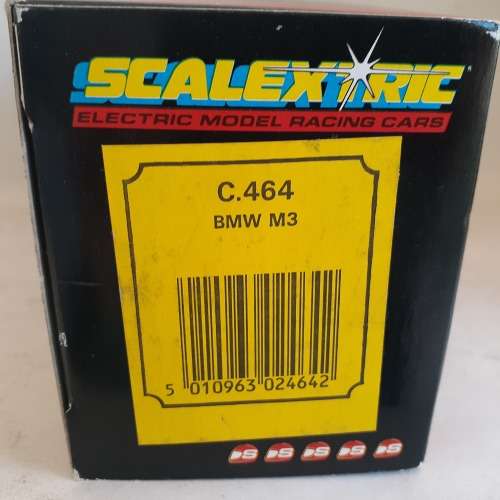 SCALEXTRIC
ELECTRIC MODEL RACING CARS
C.464
BMW M3
5 010963 024642